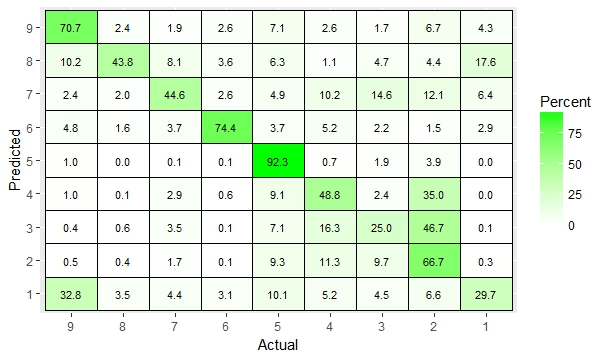 9 70.7 2.4 1.9 2.6 7.1 2.6 1.7 6.7 4.3
8 10.2 43.8 8.1 3.6 6.3 1.1 4.7 4.4 17.6
7 2.4 2.0 44.6 2.6 4.9 10.2 14.6 12.1 6.4
6 4.8 1.6 3.7 74.4 3.7 5.2 2.2 1.5 2.9
5 1.0 0.0 0.1 0.1 92.3 0.7 1.9 3.9 0.0
4 1.0 0.1 2.9 0.6 9.1 48.8 2.4 35.0 0.0
3 0.4 0.6 3.5 0.1 7.1 16.3 25.0 46.7 0.1
2 0.5 0.4 1.7 0.1 9.3 11.3 9.7 66.7 0.3
1 32.8 3.5 4.4 3.1 10.1 5.2 4.5 6.6 29.7
9 8 7 6 5 4 3 2 1
Actual
Predicted
Percent
75
50
25
0